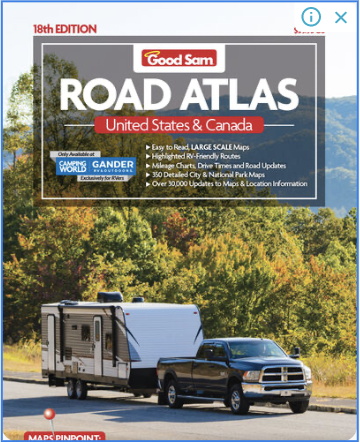 18th EDITION
Good Sam
ROAD ATLAS
United States & Canada
Only Available at
CAMPING WORLD
GANDER
RV & OUTDOORS
Exclusively for RVers
Easy to Read, LARGE SCALE Maps
Highlighted RV-Friendly Routes
Mileage Charts, Drive Times and Road Updates
350 Detailed City & National Park Maps
Over 30,000 Updates to Maps & Location Information
MAPS PINPOINT: